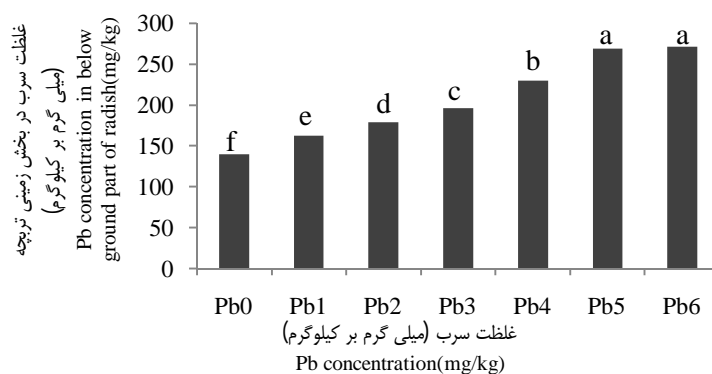 غلظت سرب در بخش زمینی تربچه
(میلی گرم بر کیلوگرم)
Pb concentration in below
ground part of radish(mg/kg)
300
250
200
150
100
50
0
f
e
d
c
b
a
a
Pb0 Pb1 Pb2 Pb3 Pb4 Pb5 Pb6
غلظت سرب (میلی گرم بر کیلوگرم)
Pb concentration(mg/kg)